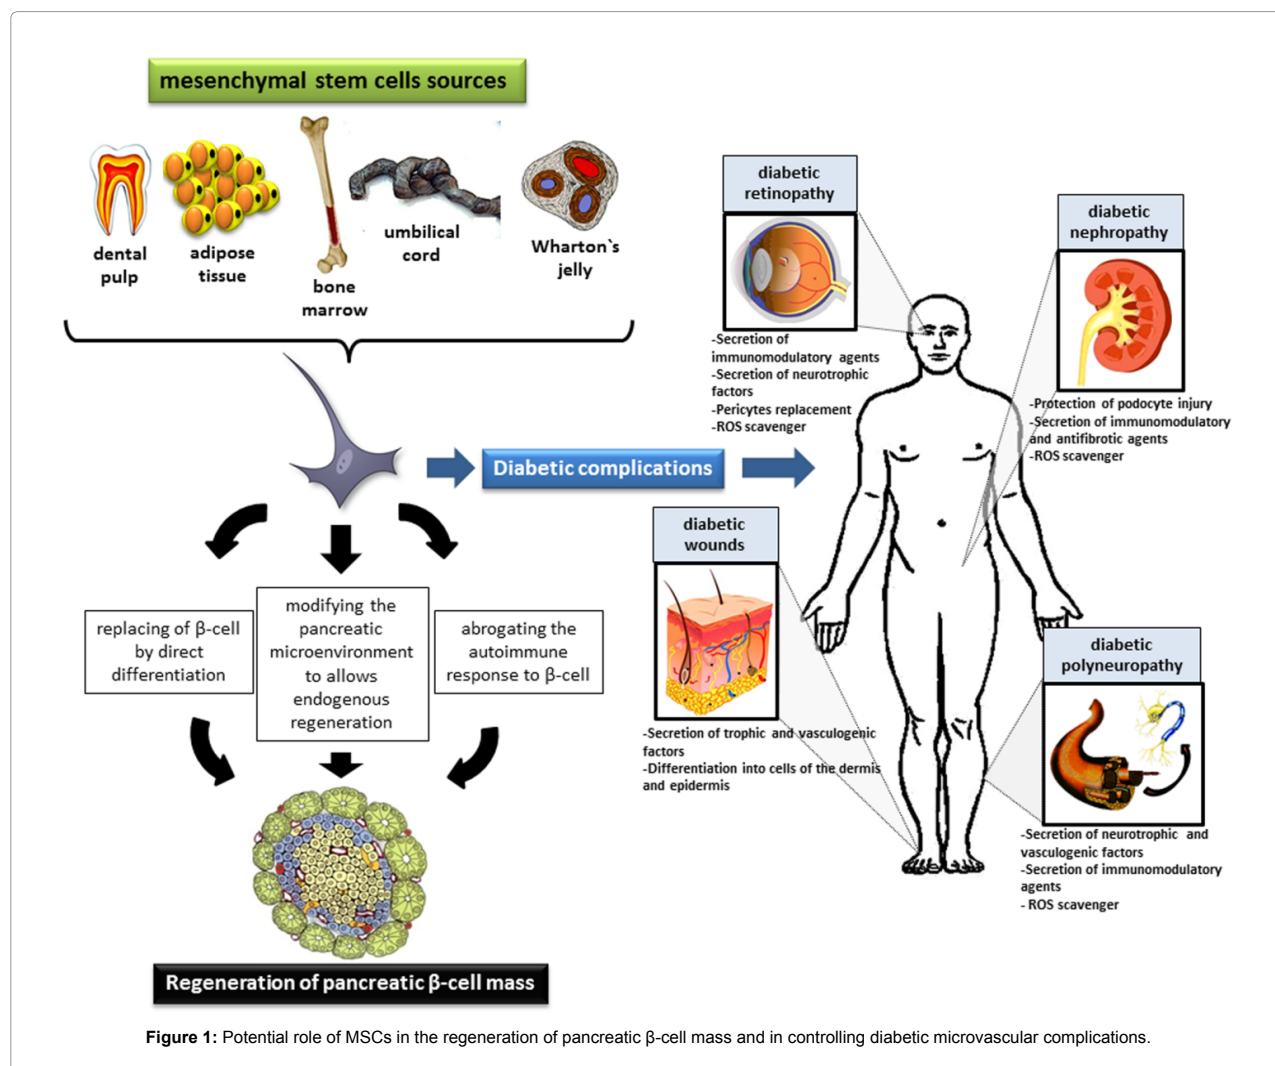 mesenchymal stem cells sources
dental
pulp
adipose
tissue
bone
marrow
umbilical
cord
Wharton`s
jelly
Diabetic complications
replacing of β-cell
by direct
differentiation
modifying the
pancreatic
microenvironment
to allows
endogenous
regeneration
abrogating the
autoimmune
response to β-cell
Regeneration of pancreatic β-cell mass
diabetic
retinopathy
-Secretion of
immunomodulatory agents
-Secretion of neurotrophic
factors
-Pericytes replacement
-ROS scavenger
diabetic
nephropathy
-Protection of podocyte injury
-Secretion of immunomodulatory
and antifibrotic agents
-ROS scavenger
diabetic
wounds
-Secretion of trophic and vasculogenic
factors
-Differentiation into cells of the dermis
and epidermis
diabetic
polyneuropathy
-Secretion of neurotrophic and
vasculogenic factors
-Secretion of immunomodulatory
agents
- ROS scavenger
Figure 1: Potential role of MSCs in the regeneration of pancreatic β-cell mass and in controlling diabetic microvascular complications.